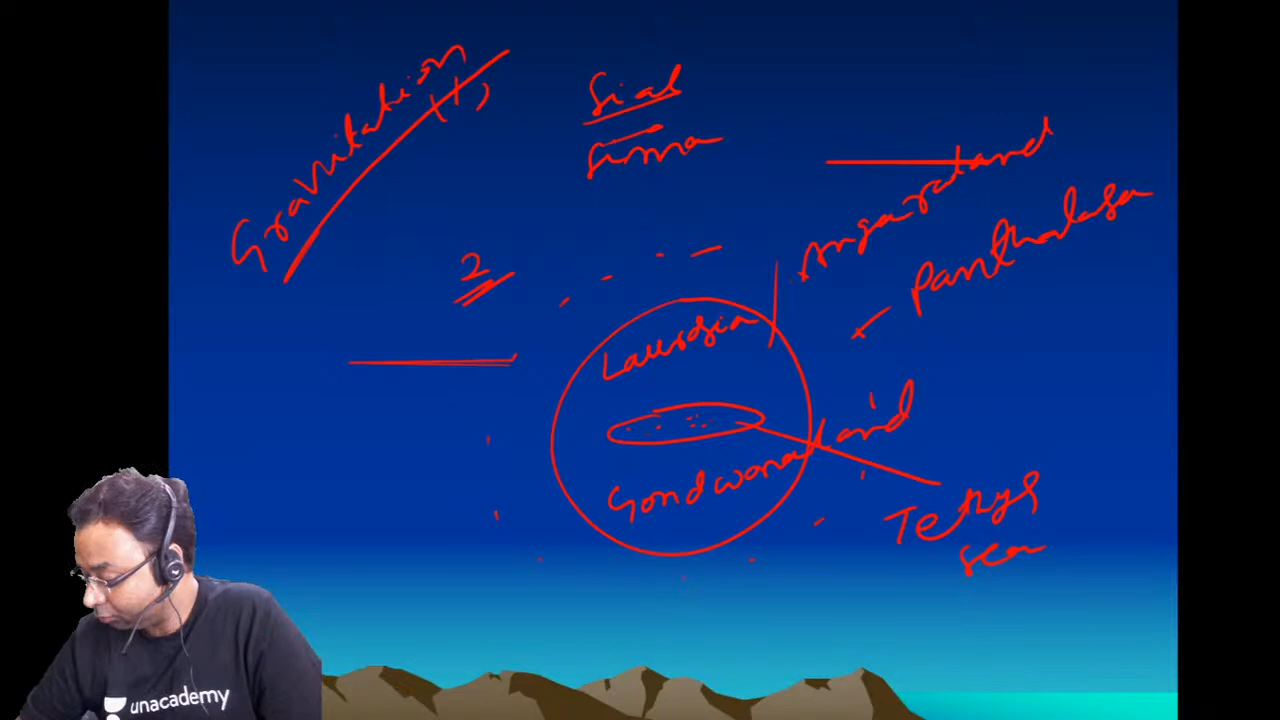 Gravitation
Sial
Sima
Angaraland
Panthalasa
2
Laurasia
Gondwanaland
Tethys
sea
unacademy